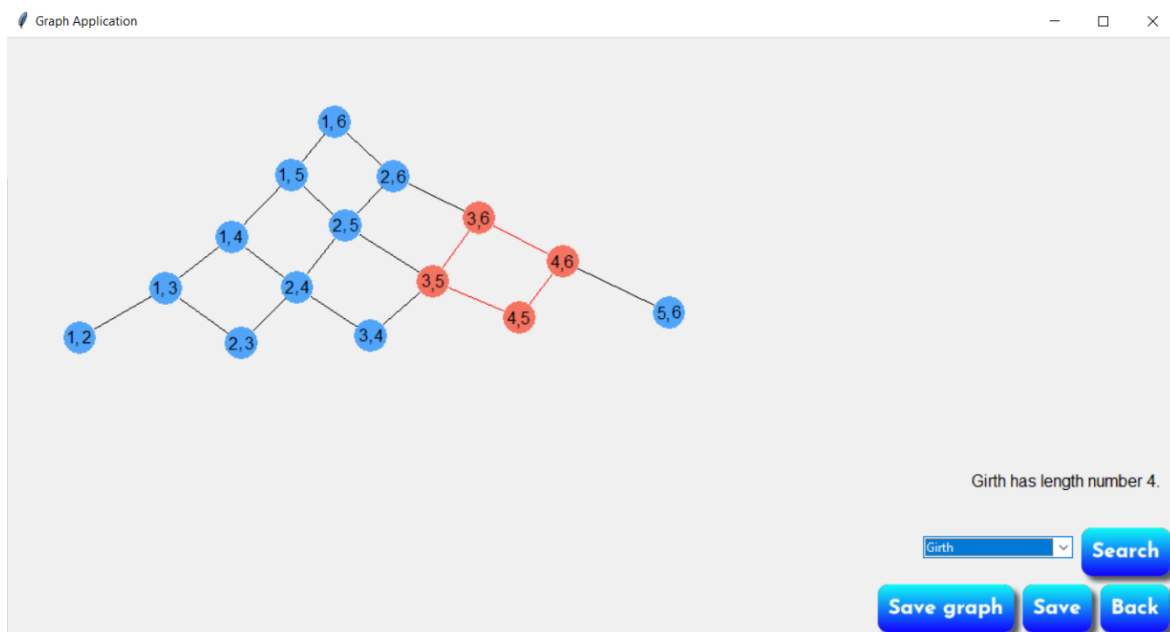 Graph Application
1, 6
1, 5
2,6
3,6
2, 5
1, 4
4,6
3,5
1, 3
2, 4
5,6
4,5
1,2
2,3
3,4
Girth has length number 4.
Girth
Search
Save graph
Save
Back